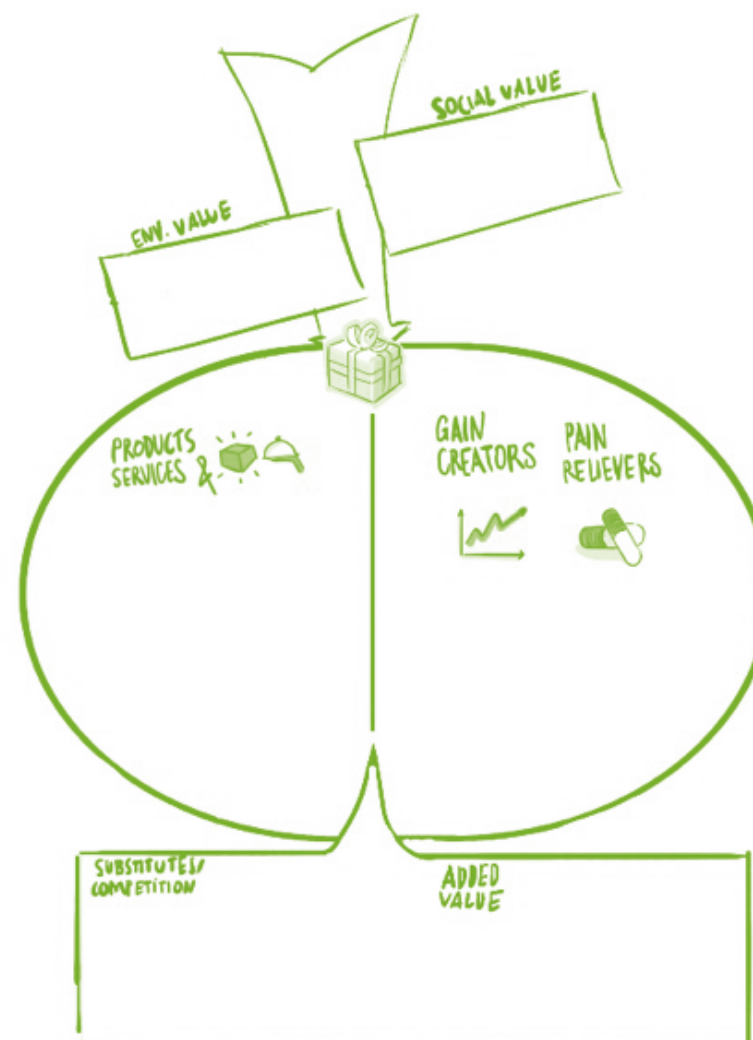 SOCIAL VALUE
ENV. VALUE
PRODUCTS
SERVICES &
GAIN
CREATORS
PAIN
RELIEVERS
SUBSTITUTES/
COMPETITION
ADDED
VALUE